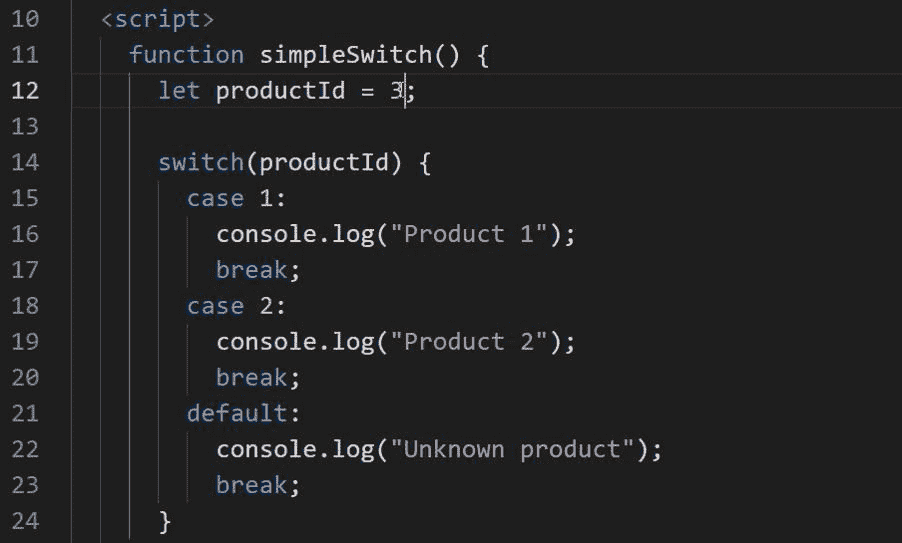 10 <script>
11 function simpleSwitch() {
12 let productId = 3;
13
14 switch(productId) {
15 case 1:
16 console.log("Product 1");
17 break;
18 case 2:
19 console.log("Product 2");
20 break;
21 default:
22 console.log("Unknown product");
23 break;
24 }